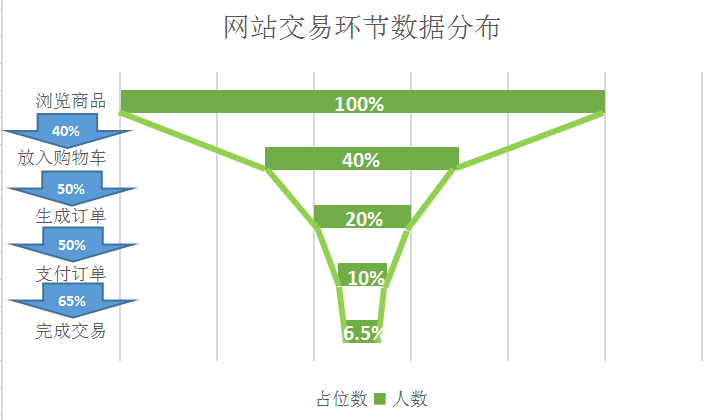 网站交易环节数据分布
浏览商品
100%
40%
放入购物车
40%
50%
生成订单
20%
50%
支付订单
10%
65%
完成交易
6.5%
占位数 人数